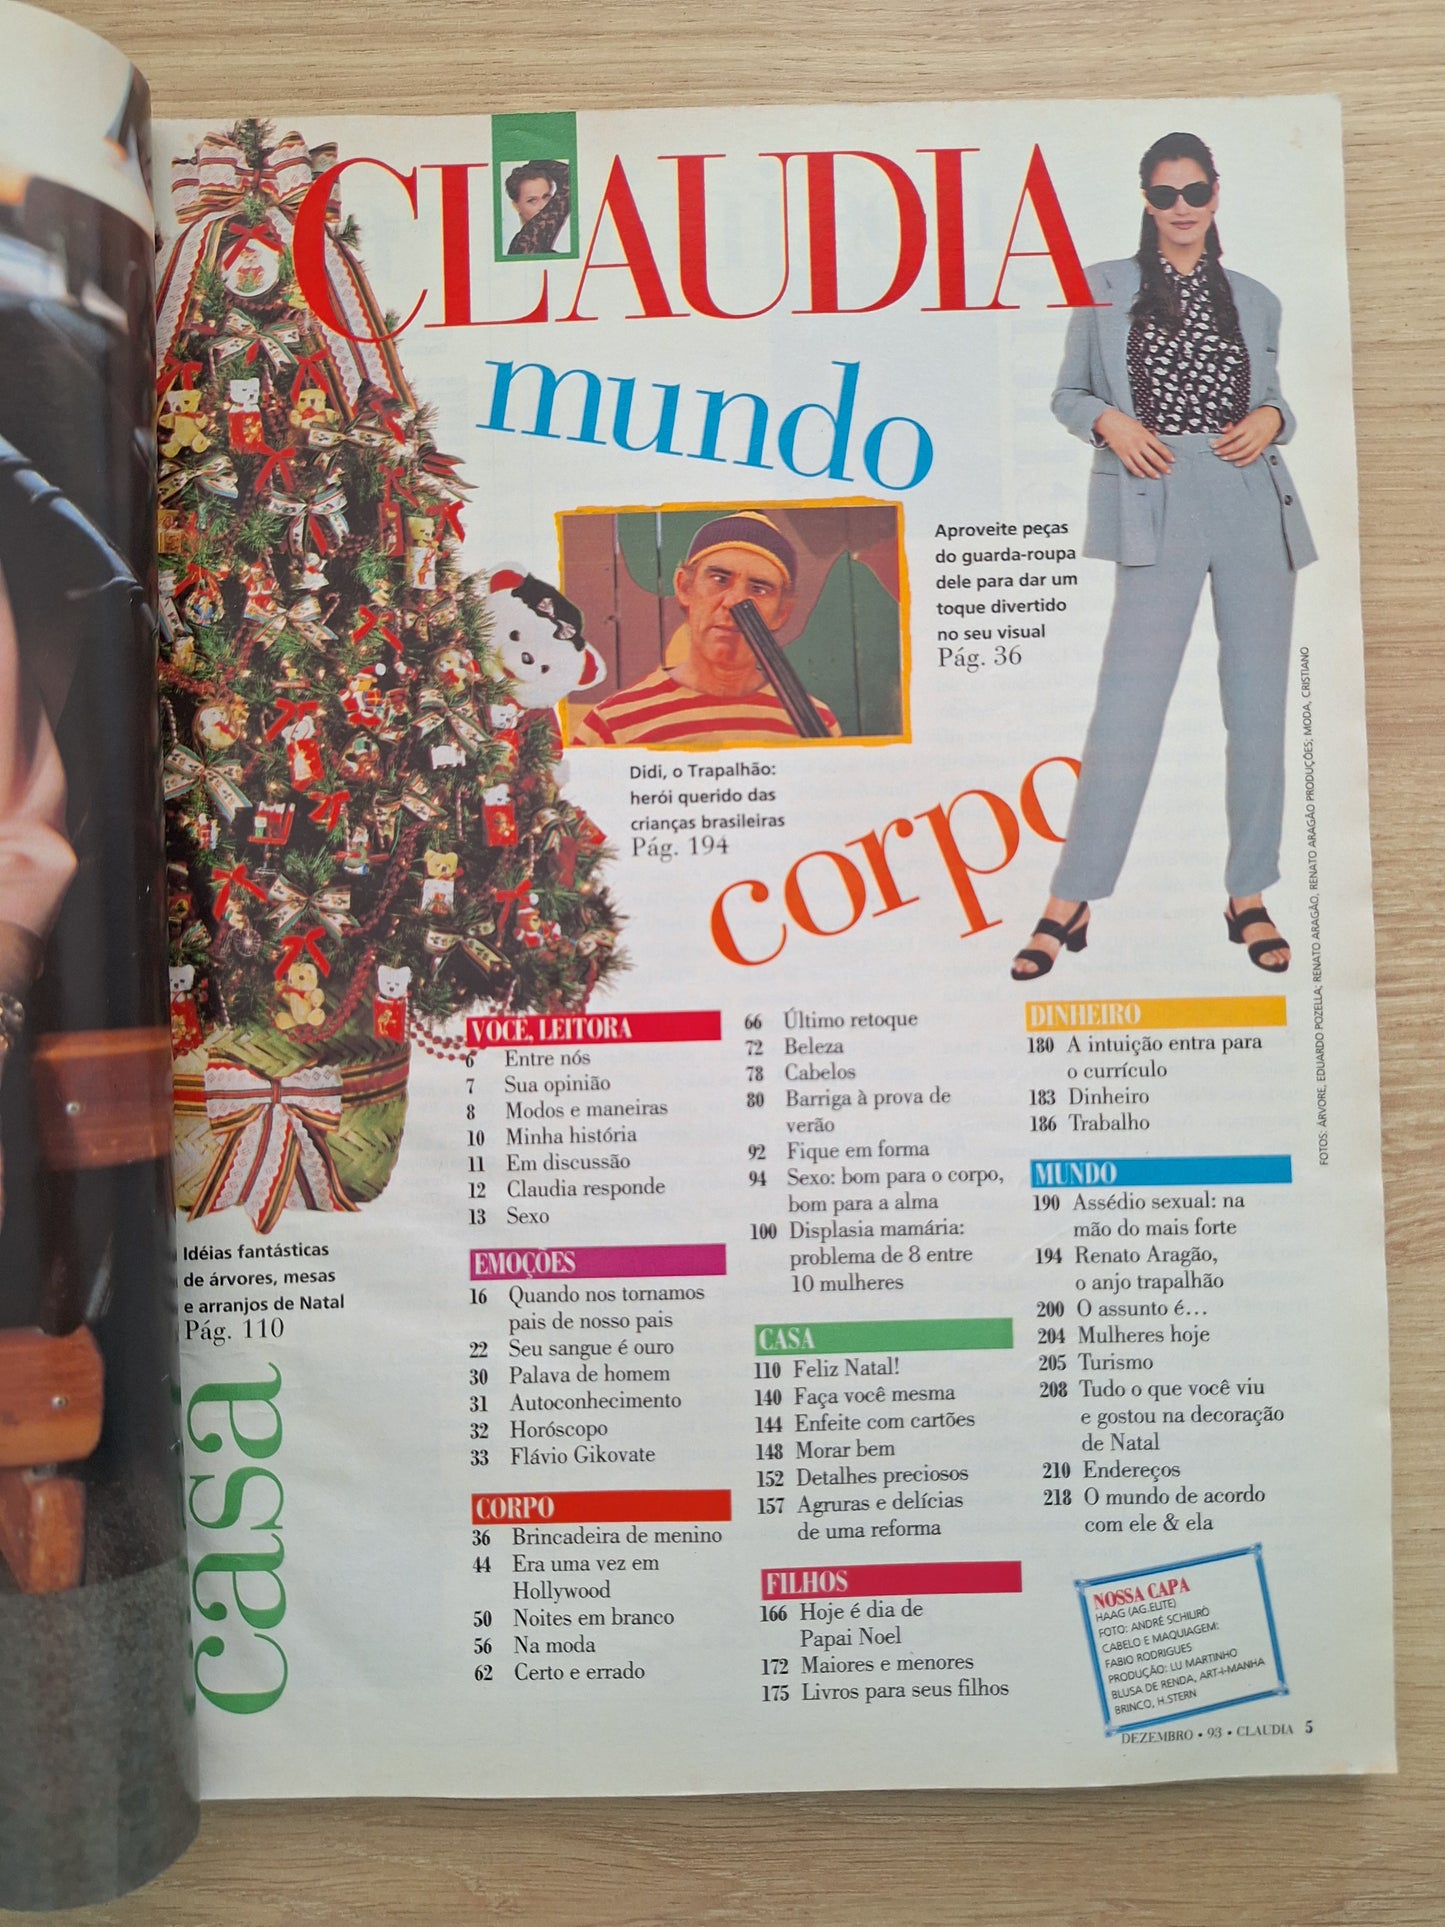 CLAUDIA
mundo
Aproveite peças
do guarda-roupa
dele para dar um
toque divertido
no seu visual
Pág. 36
Didi, o Trapalhão:
herói querido das
crianças brasileiras
Pág. 194
corpo
FOTOS: ÁRVORE, EDUARDO POZELLA; RENATO ARAGÃO, RENATO ARAGÃO PRODUÇÕES; MODA, CRISTIANO
Idéias fantásticas
de árvores, mesas
e arranjos de Natal
Pág. 110
casa
VOCÊ, LEITORA
6 Entre nós
7 Sua opinião
8 Modos e maneiras
10 Minha história
11 Em discussão
12 Claudia responde
13 Sexo
EMOÇÕES
16 Quando nos tornamos
pais de nosso pais
22 Seu sangue é ouro
30 Palava de homem
31 Autoconhecimento
32 Horóscopo
33 Flávio Gikovate
CORPO
36 Brincadeira de menino
44 Era uma vez em
Hollywood
50 Noites em branco
56 Na moda
62 Certo e errado
66 Último retoque
72 Beleza
78 Cabelos
80 Barriga à prova de
verão
92 Fique em forma
94 Sexo: bom para o corpo,
bom para a alma
100 Displasia mamária:
problema de 8 entre
10 mulheres
CASA
110 Feliz Natal!
140 Faça você mesma
144 Enfeite com cartões
148 Morar bem
152 Detalhes preciosos
157 Agruras e delícias
de uma reforma
FILHOS
166 Hoje é dia de
Papai Noel
172 Maiores e menores
175 Livros para seus filhos
DINHEIRO
180 A intuição entra para
o currículo
183 Dinheiro
186 Trabalho
MUNDO
190 Assédio sexual: na
mão do mais forte
194 Renato Aragão,
o anjo trapalhão
200 O assunto é...
204 Mulheres hoje
205 Turismo
208 Tudo o que você viu
e gostou na decoração
de Natal
210 Endereços
218 O mundo de acordo
com ele & ela
NOSSA CAPA
HAAG (AG.ELITE)
FOTO: ANDRÉ SCHILIRÒ
CABELO E MAQUIAGEM:
FABIO RODRIGUES
PRODUÇÃO: LU MARTINHO
BLUSA DE RENDA, ART-I-MANHA
BRINCO, H.STERN
DEZEMBRO • 93 • CLAUDIA 5